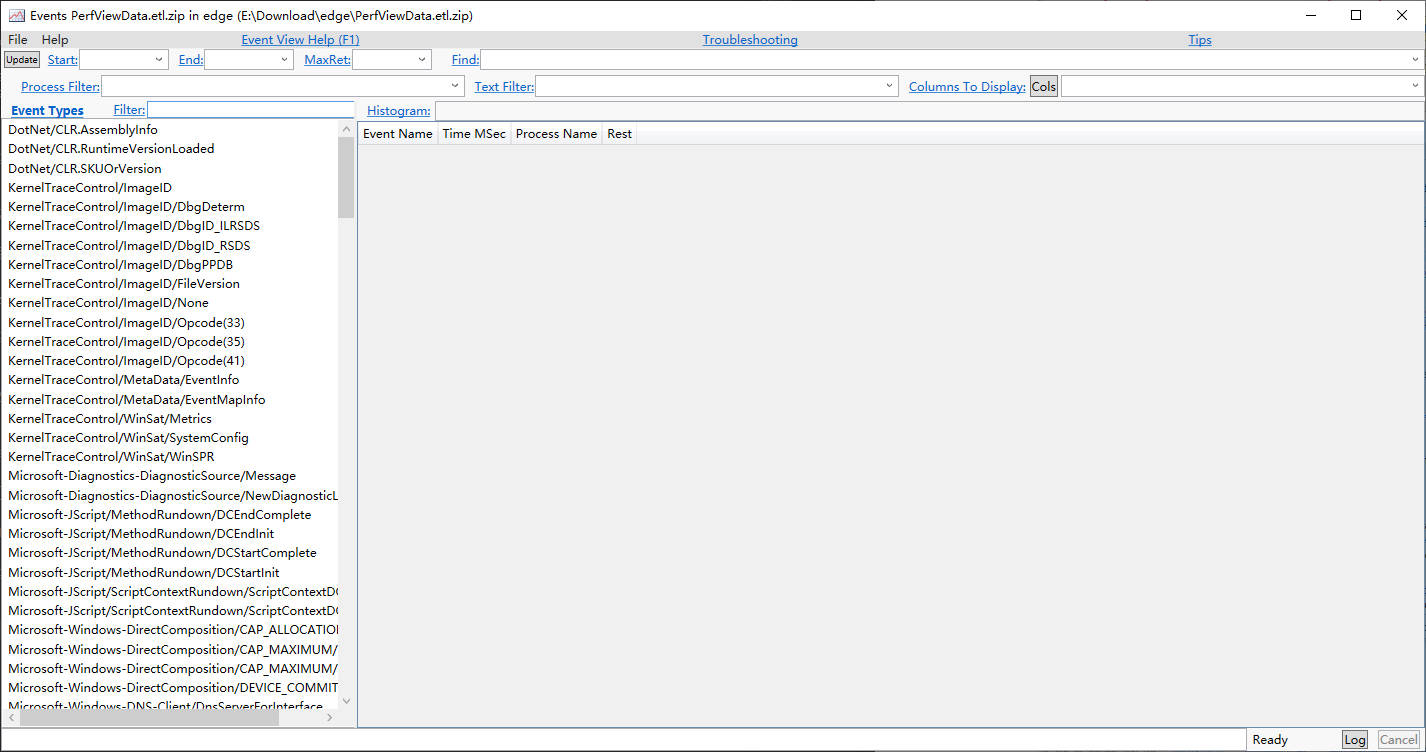 Events PerfViewData.etl.zip in edge (E:\Download\edge\PerfViewData.etl.zip)
File Help Event View Help (F1) Troubleshooting Tips
Update Start: End: MaxRet: Find:
Process Filter: Text Filter: Columns To Display: Cols
Event Types Filter: Histogram:
Event Name Time MSec Process Name Rest
DotNet/CLR.AssemblyInfo
DotNet/CLR.RuntimeVersionLoaded
DotNet/CLR.SKUOrVersion
KernelTraceControl/ImageID
KernelTraceControl/ImageID/DbgDeterm
KernelTraceControl/ImageID/DbgID_ILRSDS
KernelTraceControl/ImageID/DbgID_RSDS
KernelTraceControl/ImageID/DbgPPDB
KernelTraceControl/ImageID/FileVersion
KernelTraceControl/ImageID/None
KernelTraceControl/ImageID/Opcode(33)
KernelTraceControl/ImageID/Opcode(35)
KernelTraceControl/ImageID/Opcode(41)
KernelTraceControl/MetaData/EventInfo
KernelTraceControl/MetaData/EventMapInfo
KernelTraceControl/WinSat/Metrics
KernelTraceControl/WinSat/SystemConfig
KernelTraceControl/WinSat/WinSPR
Microsoft-Diagnostics-DiagnosticSource/Message
Microsoft-Diagnostics-DiagnosticSource/NewDiagnosticL
Microsoft-JScript/MethodRundown/DCEndComplete
Microsoft-JScript/MethodRundown/DCEndInit
Microsoft-JScript/MethodRundown/DCStartComplete
Microsoft-JScript/MethodRundown/DCStartInit
Microsoft-JScript/ScriptContextRundown/ScriptContextDC
Microsoft-JScript/ScriptContextRundown/ScriptContextDC
Microsoft-Windows-DirectComposition/CAP_ALLOCATION
Microsoft-Windows-DirectComposition/CAP_MAXIMUM/
Microsoft-Windows-DirectComposition/CAP_MAXIMUM/
Microsoft-Windows-DirectComposition/DEVICE_COMMIT
Microsoft-Windows-DNS-Client/DnsServerForInterface
Ready Log Cancel